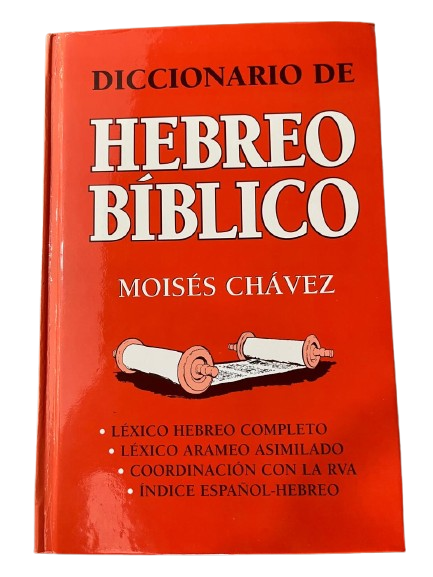 DICCIONARIO DE
HEBREO
BÍBLICO
MOISÉS CHÁVEZ
• LÉXICO HEBREO COMPLETO
• LÉXICO ARAMEO ASIMILADO
• COORDINACIÓN CON LA RVA
• ÍNDICE ESPAÑOL-HEBREO